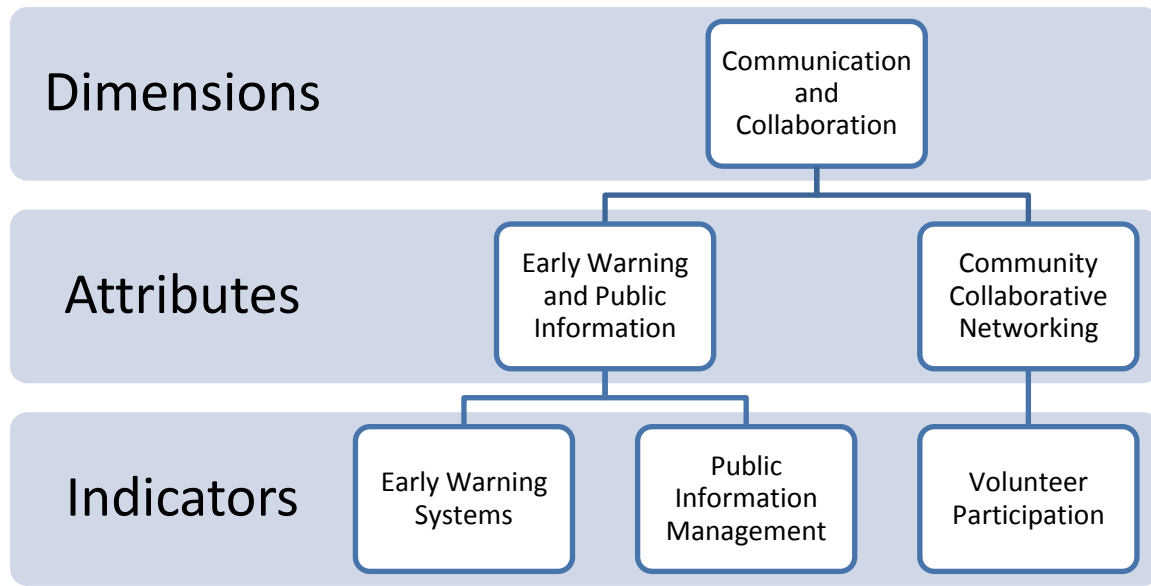 Dimensions
Communication
and
Collaboration
Attributes
Early Warning
and Public
Information
Community
Collaborative
Networking
Indicators
Early Warning
Systems
Public
Information
Management
Volunteer
Participation